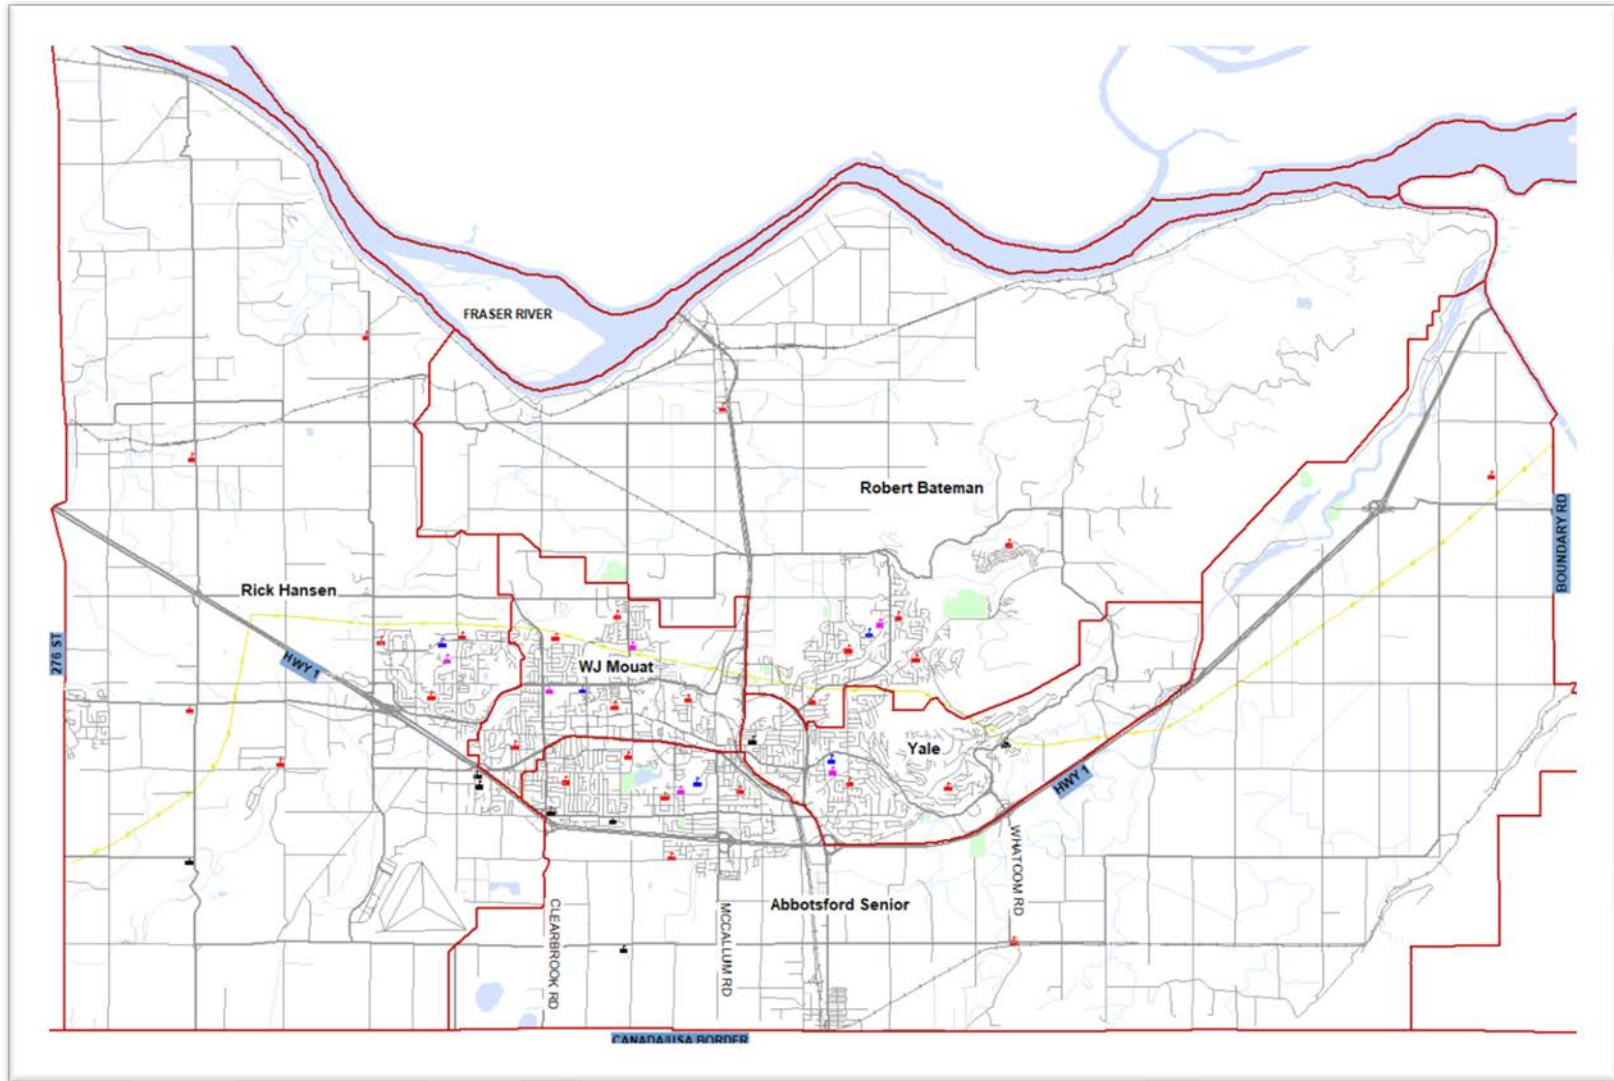 FRASER RIVER
Robert Bateman
BOUNDARY RD
Rick Hansen
276 ST
HWY 1
WJ Mouat
Yale
HWY 1
WHATCOM RD
Abbotsford Senior
CLEARBROOK RD
MCCALLUM RD
CANADA/USA BORDER